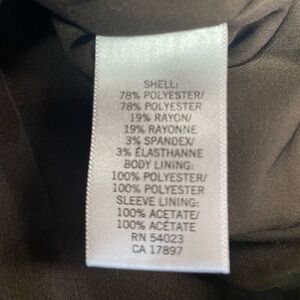 SHELL:
78% POLYESTER/
78% POLYESTER
19% RAYON/
19% RAYONNE
3% SPANDEX/
3% ÉLASTHANNE
BODY LINING:
100% POLYESTER/
100% POLYESTER
SLEEVE LINING:
100% ACETATE/
100% ACÉTATE
RN 54023
CA 17897